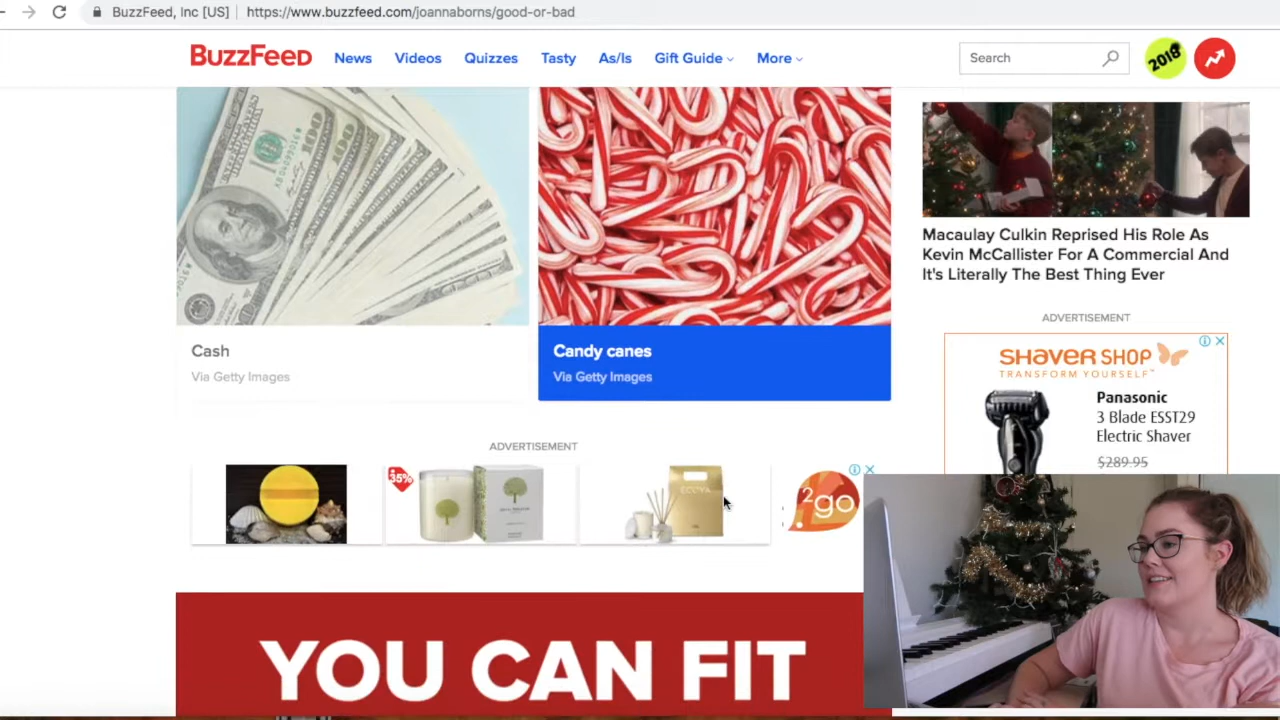 BuzzFeed, Inc [US]
https://www.buzzfeed.com/joannaborns/good-or-bad
BuzzFeeD
News
Videos
Quizzes
Tasty
As/Is
Gift Guide
More
Search
2018
Cash
Via Getty Images
Candy canes
Via Getty Images
Macaulay Culkin Reprised His Role As
Kevin McCallister For A Commercial And
It's Literally The Best Thing Ever
ADVERTISEMENT
SHAVER SHOP
TRANSFORM YOURSELF™
Panasonic
3 Blade ESST29
Electric Shaver
$289.95
ADVERTISEMENT
35%
ECOYA
2go
YOU CAN FIT